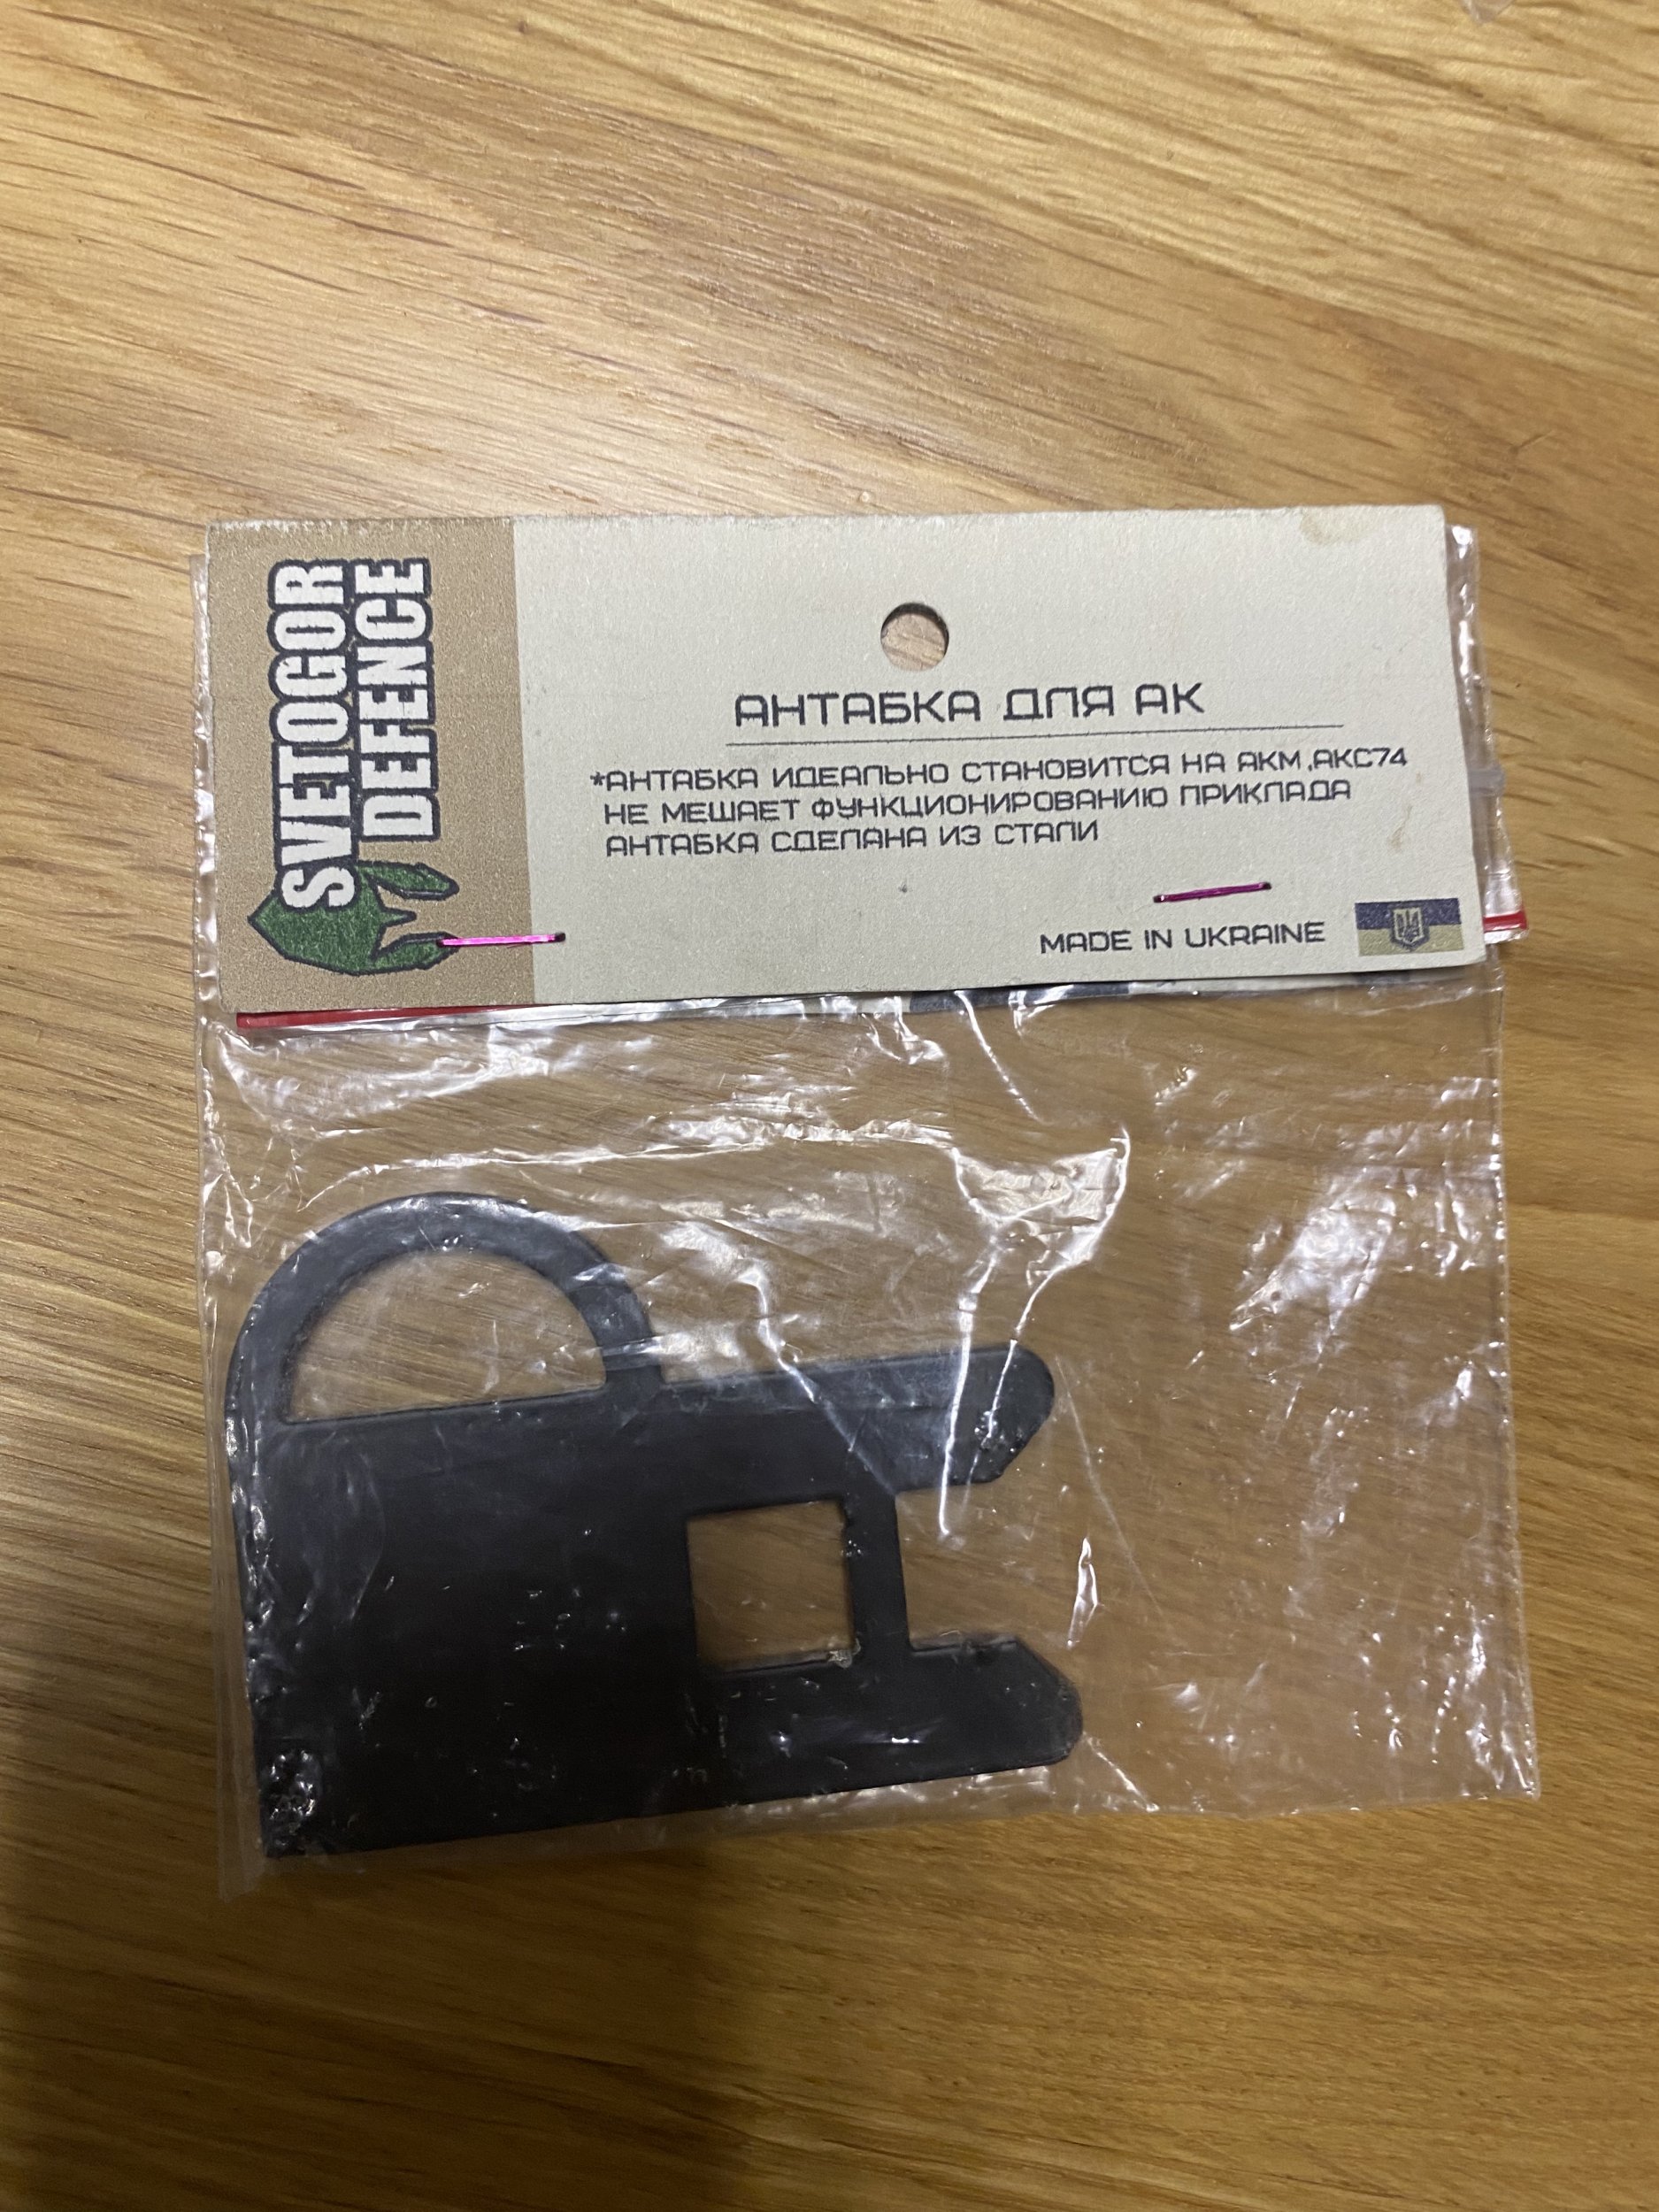 SVETOGOR
DEFENCE
АНТАБКА ДЛЯ АК
*АНТАБКА ИДЕАЛЬНО СТАНОВИТСЯ НА АКМ,АКС74
НЕ МЕШАЕТ ФУНКЦИОНИРОВАНИЮ ПРИКЛАДА
АНТАБКА СДЕЛАНА ИЗ СТАЛИ
MADE IN UKRAINE